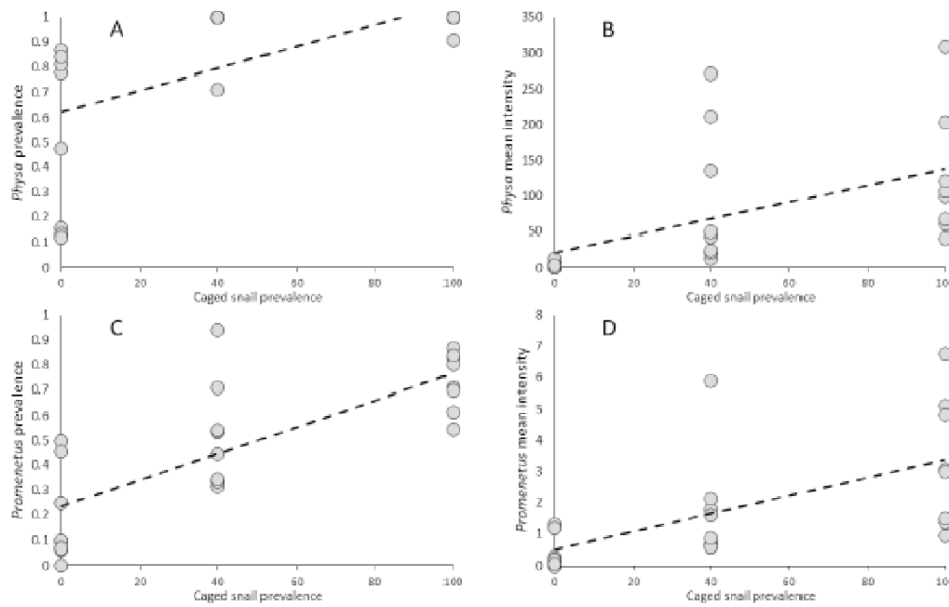 A
Physa prevalence
1
0.9
0.8
0.7
0.6
0.5
0.4
0.3
0.2
0.1
0
0 20 40 60 80 100
Caged snail prevalence
B
Physa mean intensity
350
300
250
200
150
100
50
0
0 20 40 60 80 100
Caged snail prevalence
C
Promenetus prevalence
1
0.9
0.8
0.7
0.6
0.5
0.4
0.3
0.2
0.1
0
0 20 40 60 80 100
Caged snail prevalence
D
Promenetus mean intensity
8
7
6
5
4
3
2
1
0
0 20 40 60 80 100
Caged snail prevalence